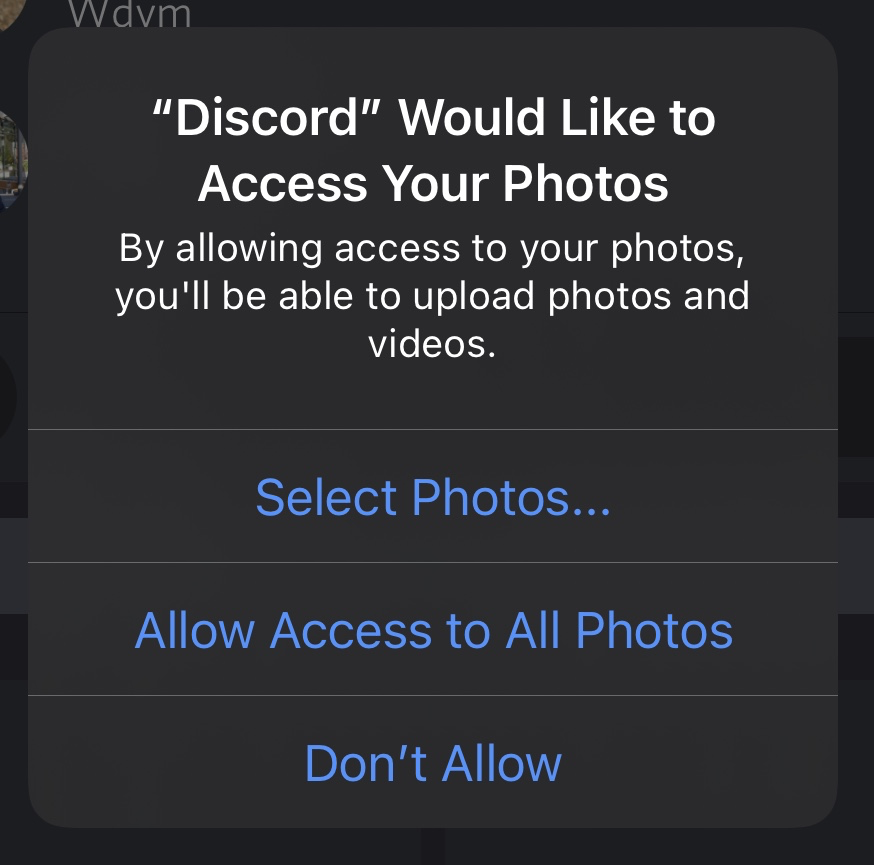 Wdvm
“Discord” Would Like to
Access Your Photos
By allowing access to your photos,
you'll be able to upload photos and
videos.
Select Photos...
Allow Access to All Photos
Don’t Allow